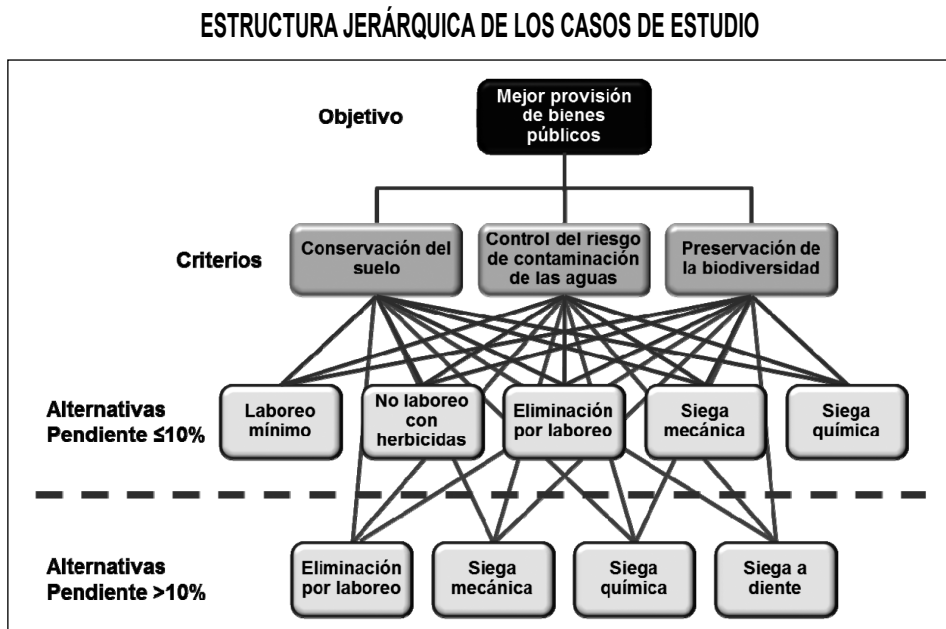 ESTRUCTURA JERÁRQUICA DE LOS CASOS DE ESTUDIO
Objetivo
Mejor provisión
de bienes
públicos
Criterios
Conservación del
suelo
Control del riesgo
de contaminación
de las aguas
Preservación de
la biodiversidad
Alternativas
Pendiente ≤10%
Laboreo
mínimo
No laboreo
con
herbicidas
Eliminación
por laboreo
Siega
mecánica
Siega
química
Alternativas
Pendiente >10%
Eliminación
por laboreo
Siega
mecánica
Siega
química
Siega a
diente